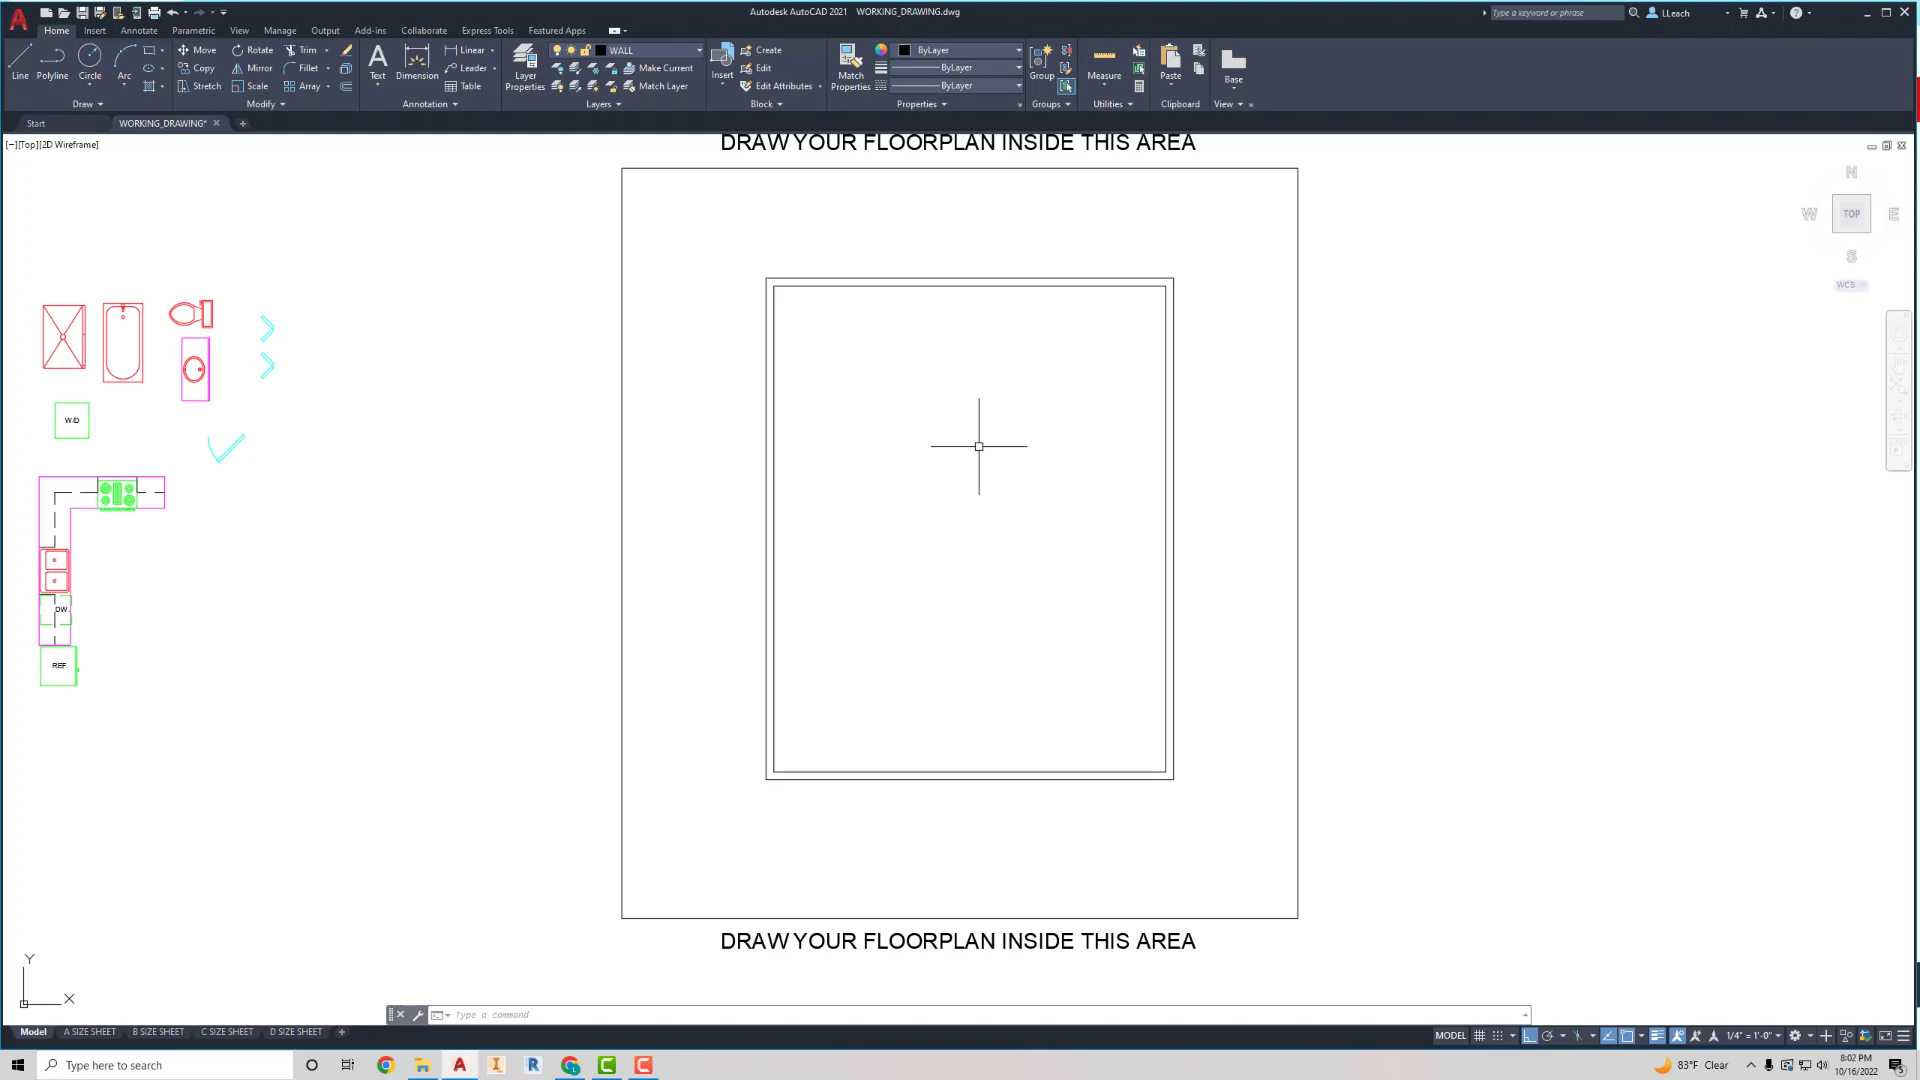 Autodesk AutoCAD 2021 WORKING_DRAWING.dwg
Type a keyword or phrase
LLeach
Home Insert Annotate Parametric View Manage Output Add-ins Collaborate Express Tools Featured Apps
Line Polyline Circle Arc
Move Rotate Trim
Copy Mirror Fillet
Stretch Scale Array
Text Dimension
Linear
Leader
Table
Layer Properties
WALL
Make Current
Match Layer
Insert
Create
Edit
Edit Attributes
Match Properties
ByLayer
ByLayer
ByLayer
Group
Measure
Paste
Base
Draw Modify Annotation Layers Block Properties Groups Utilities Clipboard View
Start WORKING_DRAWING*
[−][Top][2D Wireframe]
DRAW YOUR FLOORPLAN INSIDE THIS AREA
N
W TOP E
S
WCS
W/D
DW.
REF.
DRAW YOUR FLOORPLAN INSIDE THIS AREA
Y
X
Type a command
Model A SIZE SHEET B SIZE SHEET C SIZE SHEET D SIZE SHEET
MODEL 1/4" = 1'-0"
Type here to search
83°F Clear
8:02 PM
10/16/2022